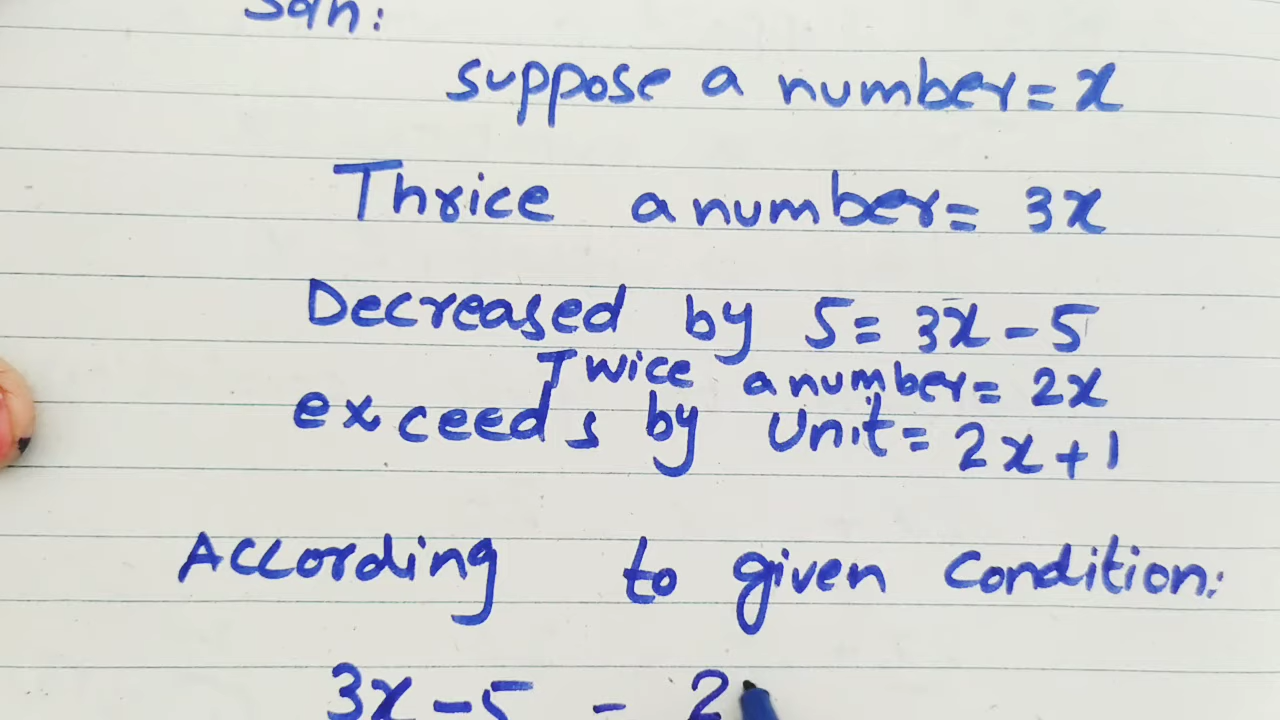 Soln:
suppose a number = x
Thrice a number = 3x
Decreased by 5 = 3x - 5
Twice a number = 2x
exceeds by Unit = 2x + 1
According to given Condition:
3x - 5 = 2